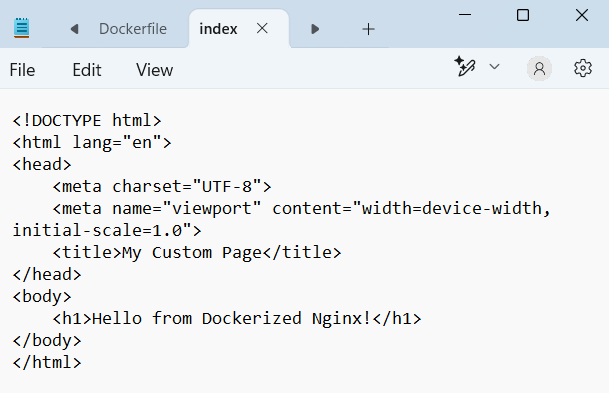 Dockerfile
index
File Edit View
<!DOCTYPE html>
<html lang="en">
<head>
    <meta charset="UTF-8">
    <meta name="viewport" content="width=device-width,
initial-scale=1.0">
    <title>My Custom Page</title>
</head>
<body>
    <h1>Hello from Dockerized Nginx!</h1>
</body>
</html>